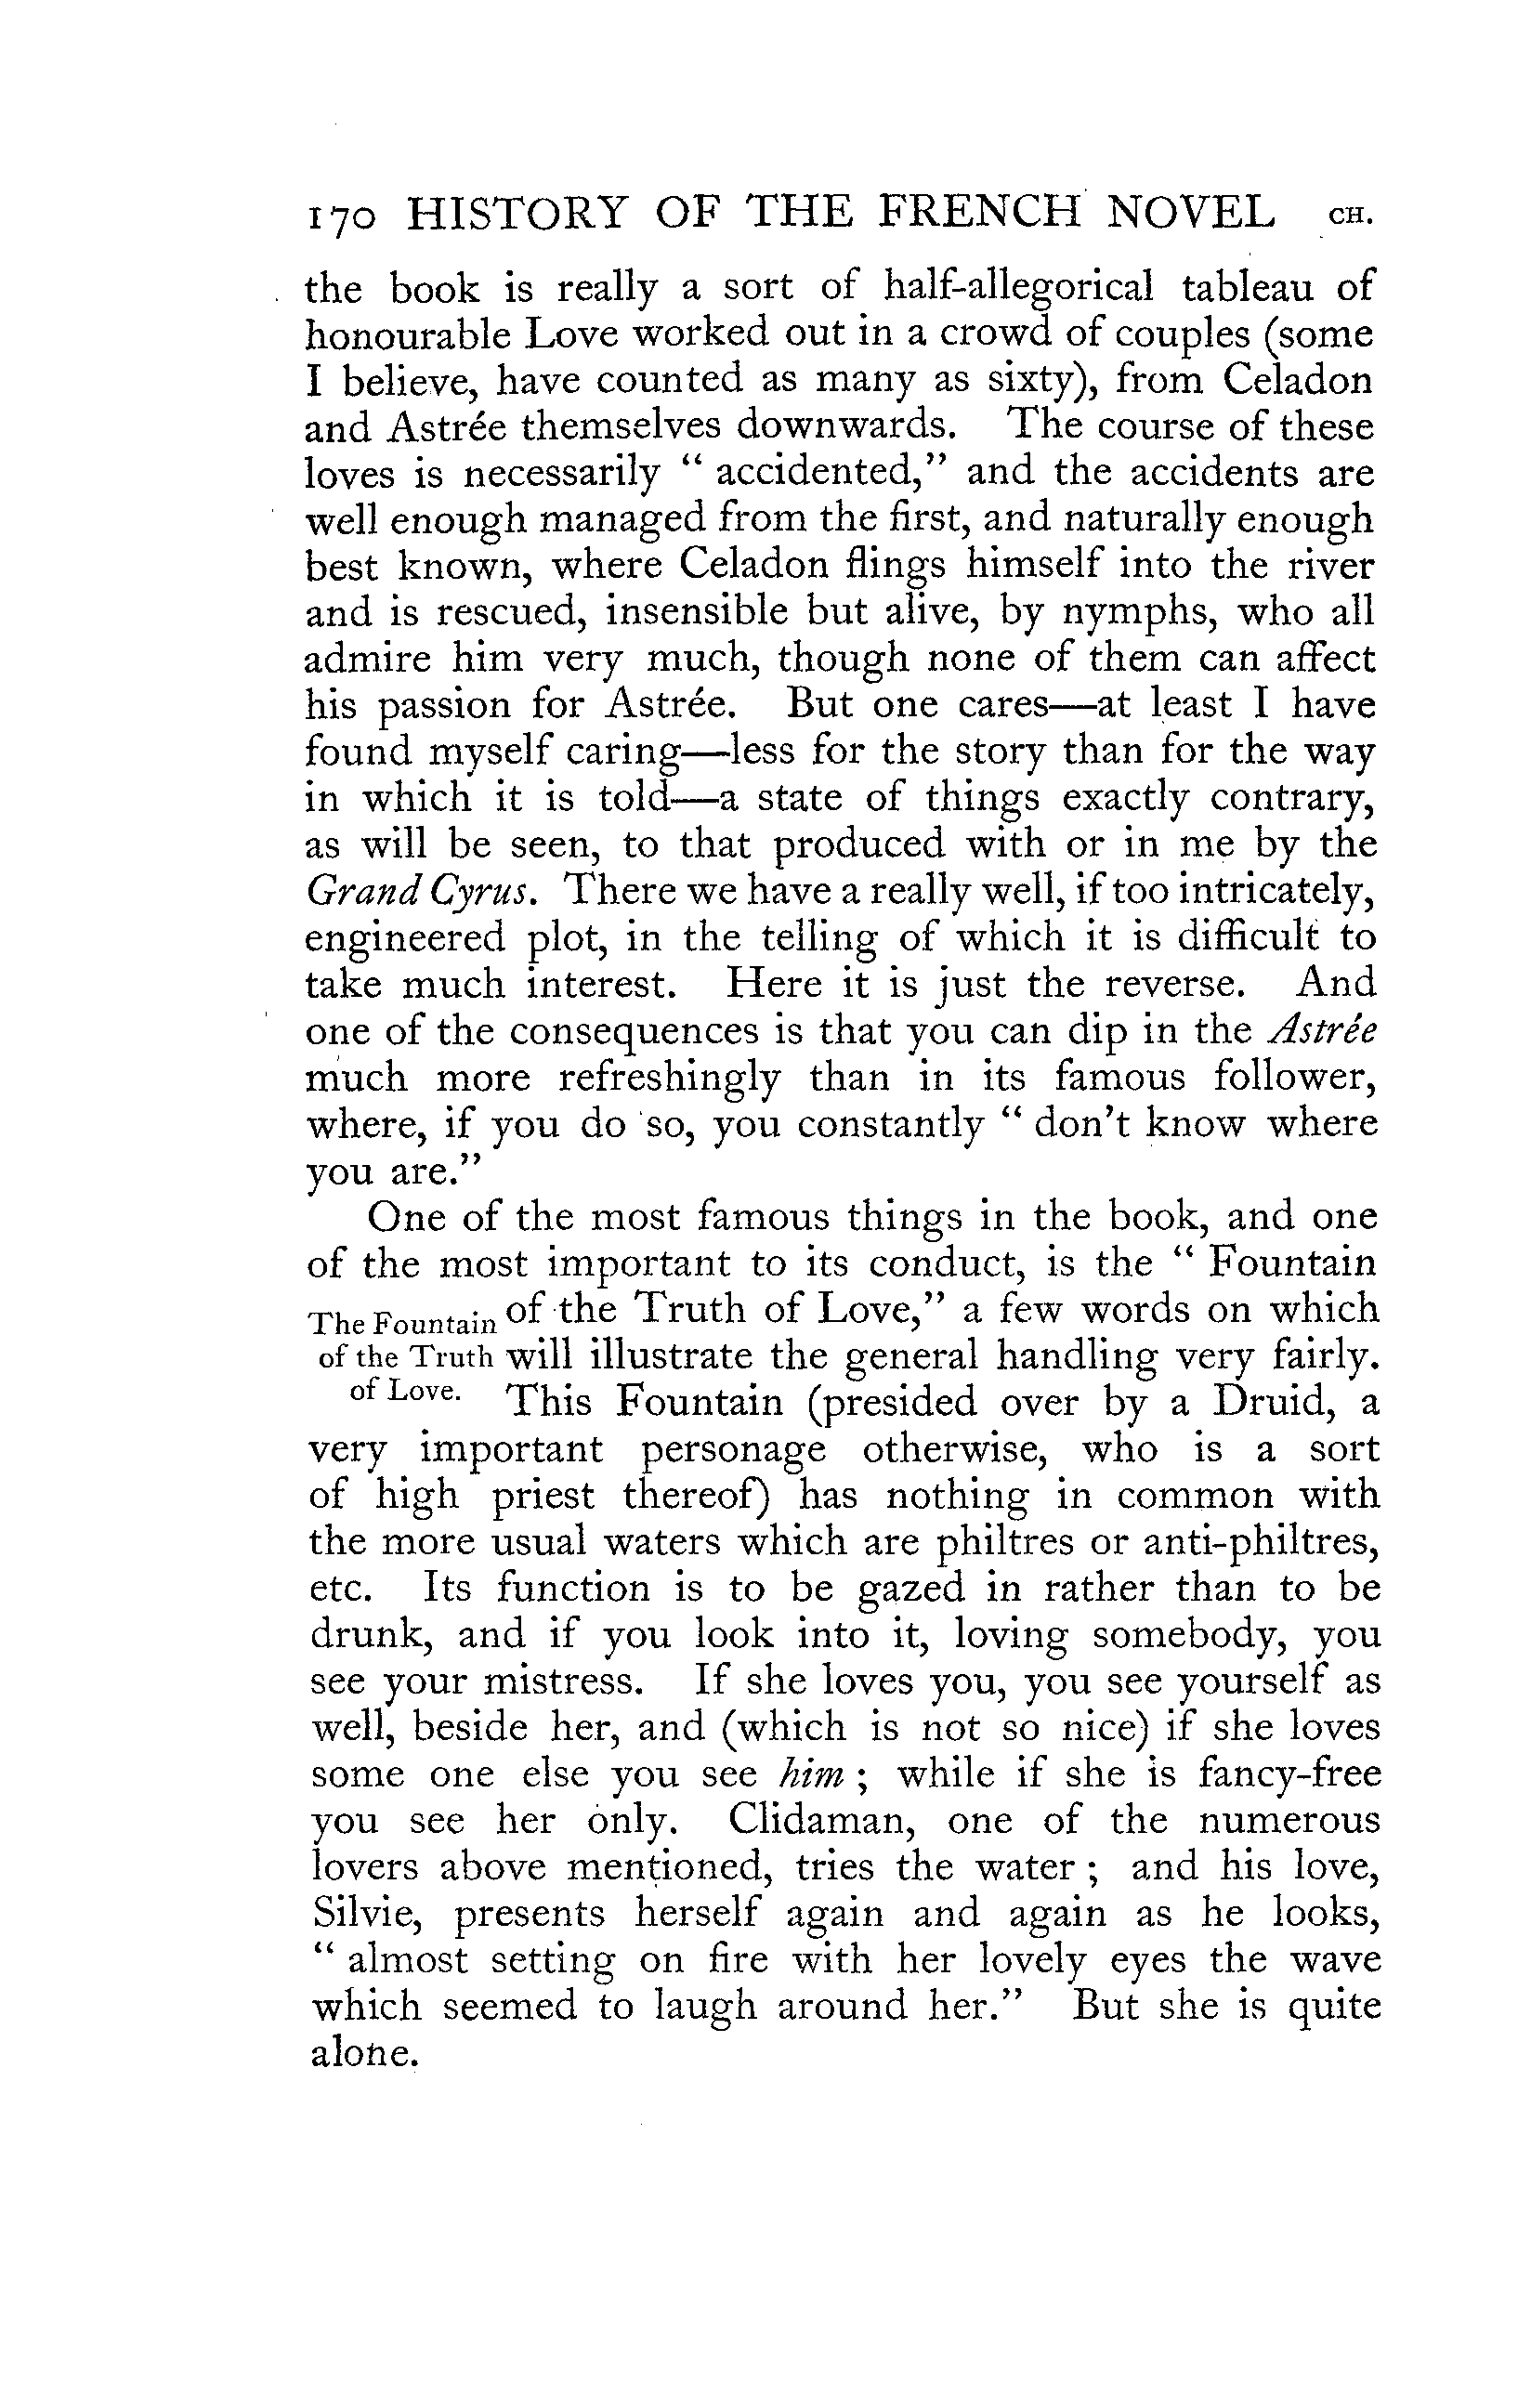 170 HISTORY OF THE FRENCH NOVEL CH.
the book is really a sort of half-allegorical tableau of
honourable Love worked out in a crowd of couples (some
I believe, have counted as many as sixty), from Celadon
and Astrée themselves downwards. The course of these
loves is necessarily “ accidented,” and the accidents are
well enough managed from the first, and naturally enough
best known, where Celadon flings himself into the river
and is rescued, insensible but alive, by nymphs, who all
admire him very much, though none of them can affect
his passion for Astrée. But one cares—at least I have
found myself caring—less for the story than for the way
in which it is told—a state of things exactly contrary,
as will be seen, to that produced with or in me by the
Grand Cyrus. There we have a really well, if too intricately,
engineered plot, in the telling of which it is difficult to
take much interest. Here it is just the reverse. And
one of the consequences is that you can dip in the Astrée
much more refreshingly than in its famous follower,
where, if you do so, you constantly “ don’t know where
you are.”
One of the most famous things in the book, and one
of the most important to its conduct, is the “ Fountain
The Fountain of the Truth of Love,” a few words on which
of the Truth will illustrate the general handling very fairly.
of Love. This Fountain (presided over by a Druid, a
very important personage otherwise, who is a sort
of high priest thereof) has nothing in common with
the more usual waters which are philtres or anti-philtres,
etc. Its function is to be gazed in rather than to be
drunk, and if you look into it, loving somebody, you
see your mistress. If she loves you, you see yourself as
well, beside her, and (which is not so nice) if she loves
some one else you see him ; while if she is fancy-free
you see her only. Clidaman, one of the numerous
lovers above mentioned, tries the water ; and his love,
Silvie, presents herself again and again as he looks,
“ almost setting on fire with her lovely eyes the wave
which seemed to laugh around her.” But she is quite
alone.